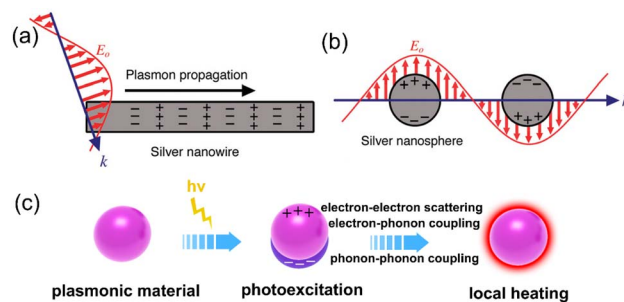 (a)
E₀
Plasmon propagation
− + − + − + − +
− + − + − + − +
− + − + − + − +
k
Silver nanowire
(b)
E₀
+ + +
− − −
− −
+ + +
Silver nanosphere
(c)
hv
+++
− − −
electron-electron scattering
electron-phonon coupling
phonon-phonon coupling
plasmonic material
photoexcitation
local heating